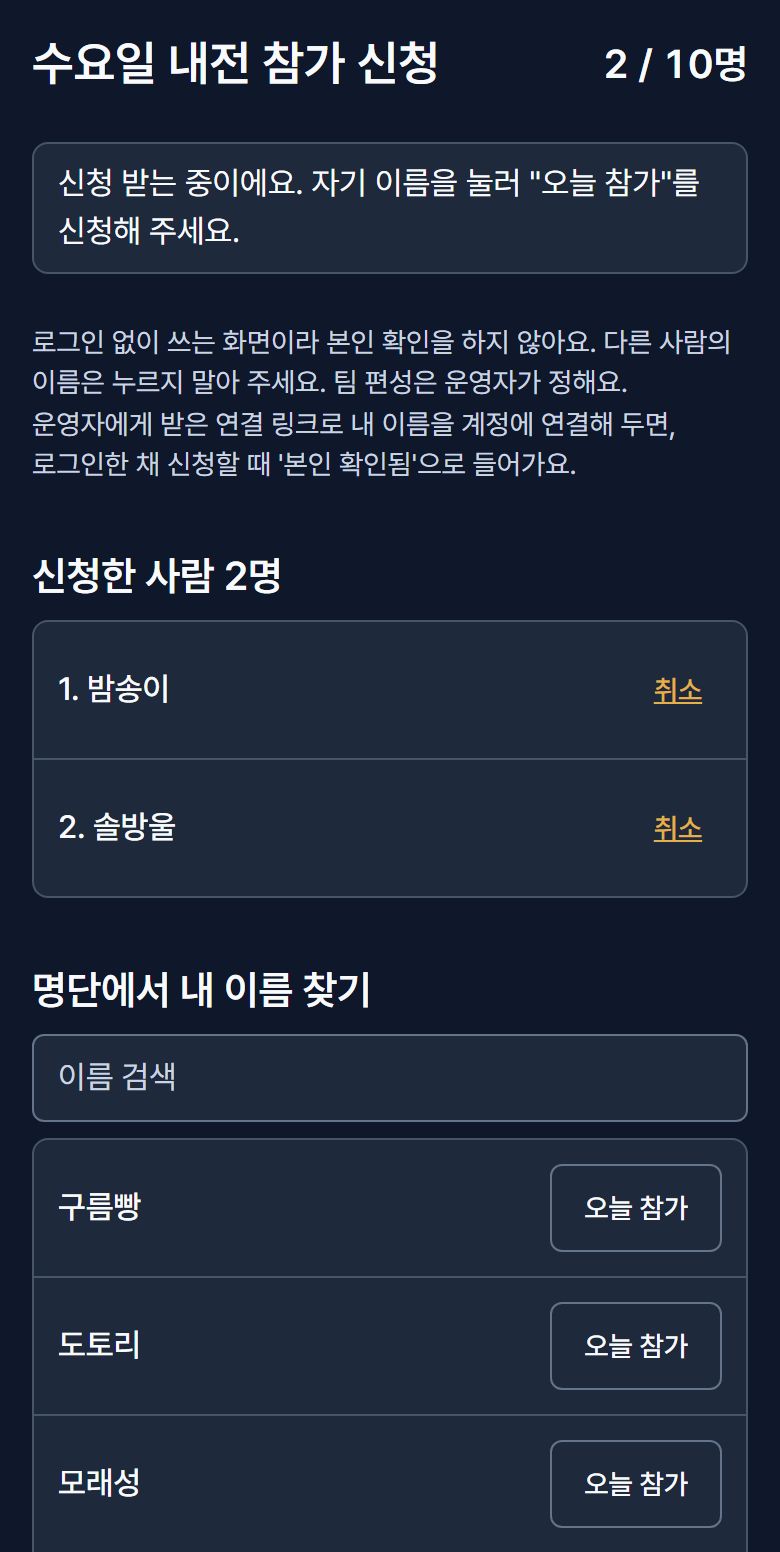 수요일 내전 참가 신청
2 / 10명
신청 받는 중이에요. 자기 이름을 눌러 "오늘 참가"를
신청해 주세요.
로그인 없이 쓰는 화면이라 본인 확인을 하지 않아요. 다른 사람의
이름은 누르지 말아 주세요. 팀 편성은 운영자가 정해요.
운영자에게 받은 연결 링크로 내 이름을 계정에 연결해 두면,
로그인한 채 신청할 때 '본인 확인됨'으로 들어가요.
신청한 사람 2명
1. 밤송이
취소
2. 솔방울
취소
명단에서 내 이름 찾기
이름 검색
구름빵
오늘 참가
도토리
오늘 참가
모래성
오늘 참가